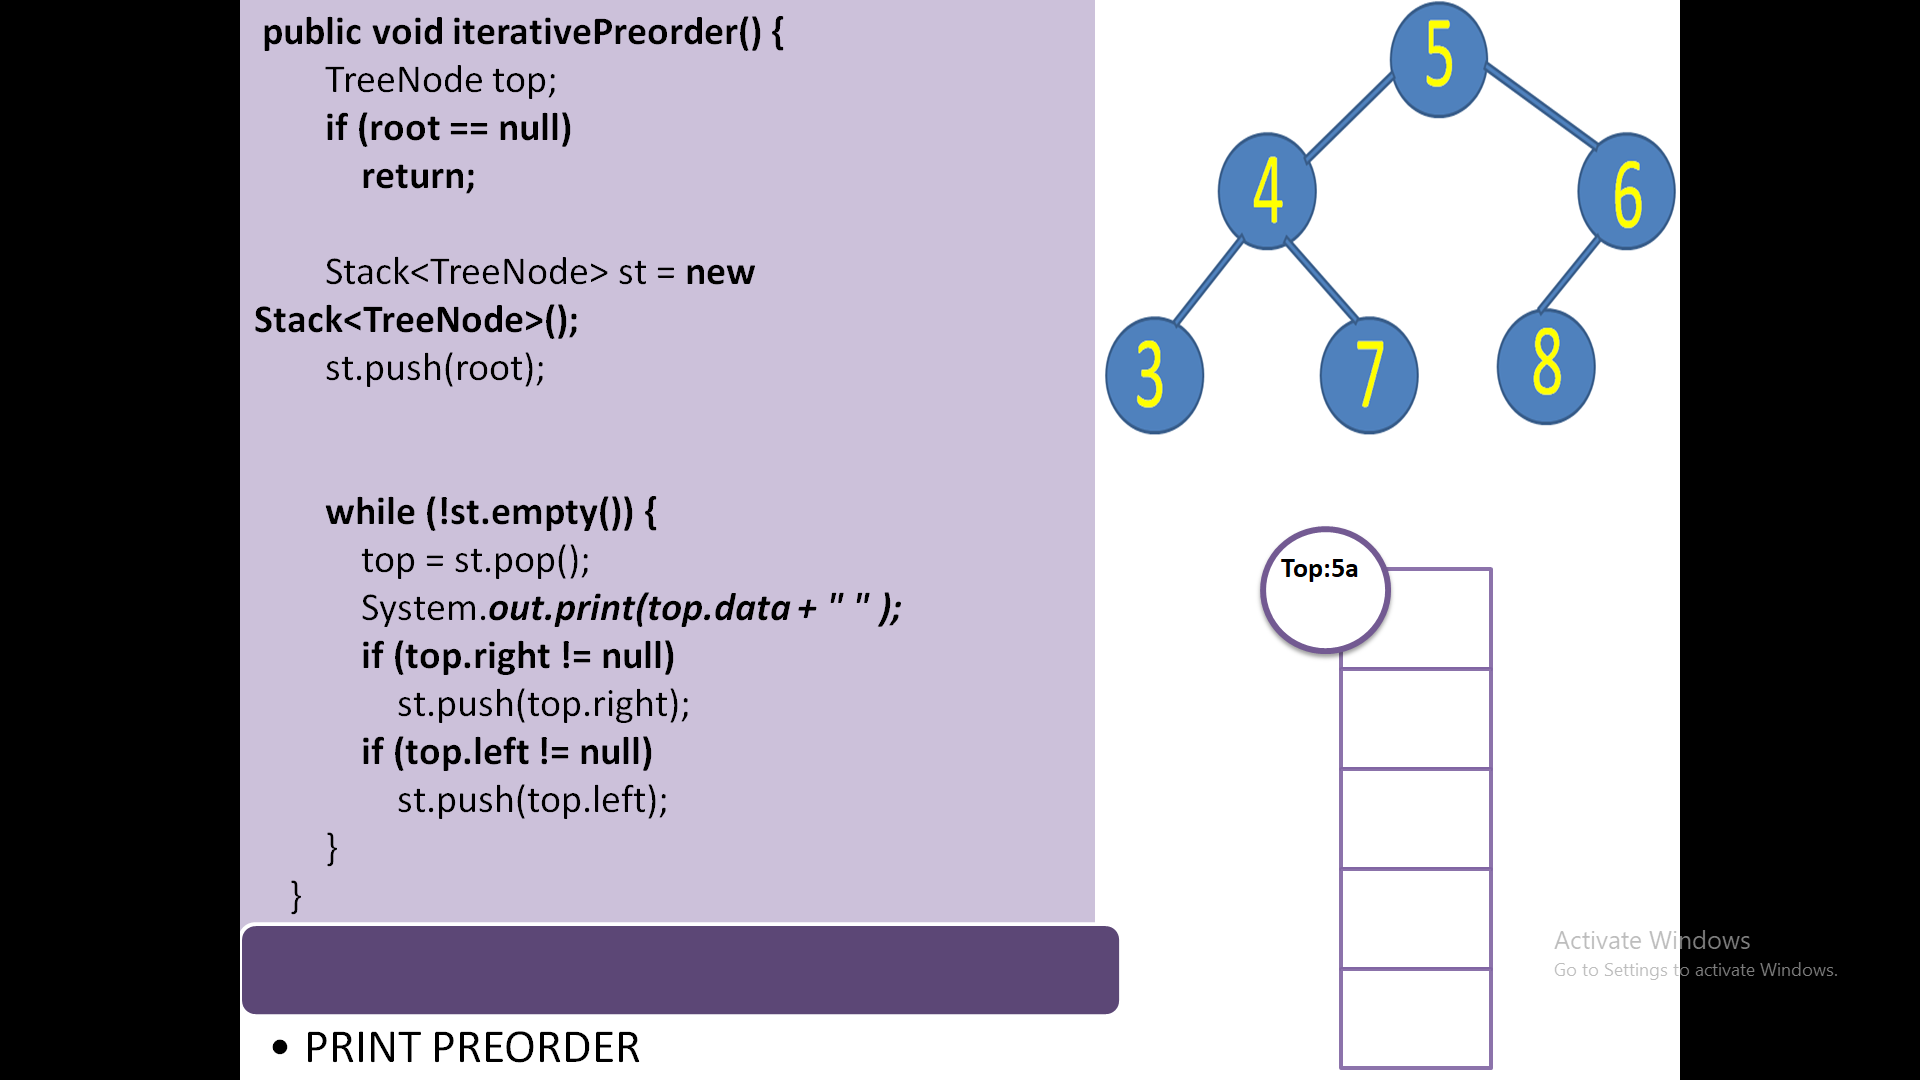 public void iterativePreorder() {
TreeNode top;
if (root == null)
return;
Stack<TreeNode> st = new
Stack<TreeNode>();
st.push(root);
while (!st.empty()) {
top = st.pop();
System.out.print(top.data + " " );
if (top.right != null)
st.push(top.right);
if (top.left != null)
st.push(top.left);
}
}
PRINT PREORDER
5
4
6
3
7
8
Top:5a
Activate Windows
Go to Settings to activate Windows.